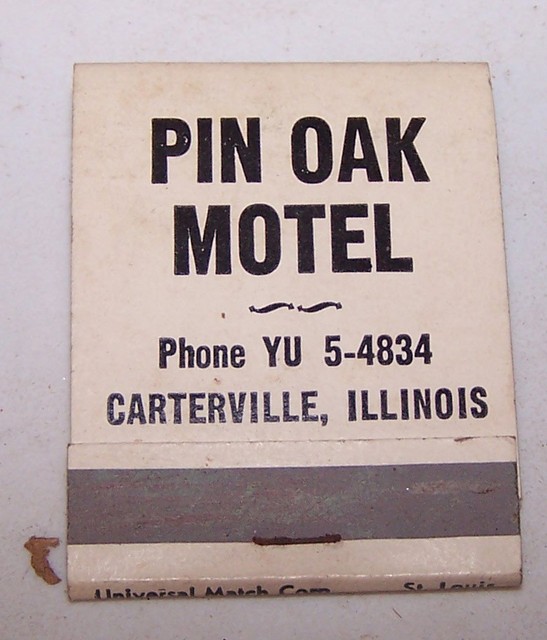 PIN OAK
MOTEL
Phone YU 5-4834
CARTERVILLE, ILLINOIS
Universal Match Corp. St. Louis